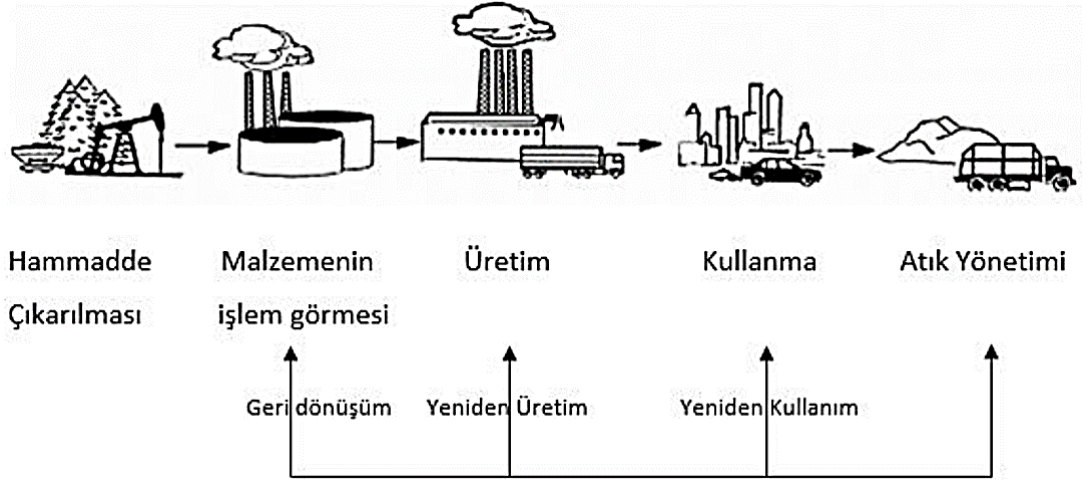 Hammadde Malzemenin Üretim Kullanma Atık Yönetimi
Çıkarılması işlem görmesi
Geri dönüşüm Yeniden Üretim Yeniden Kullanım